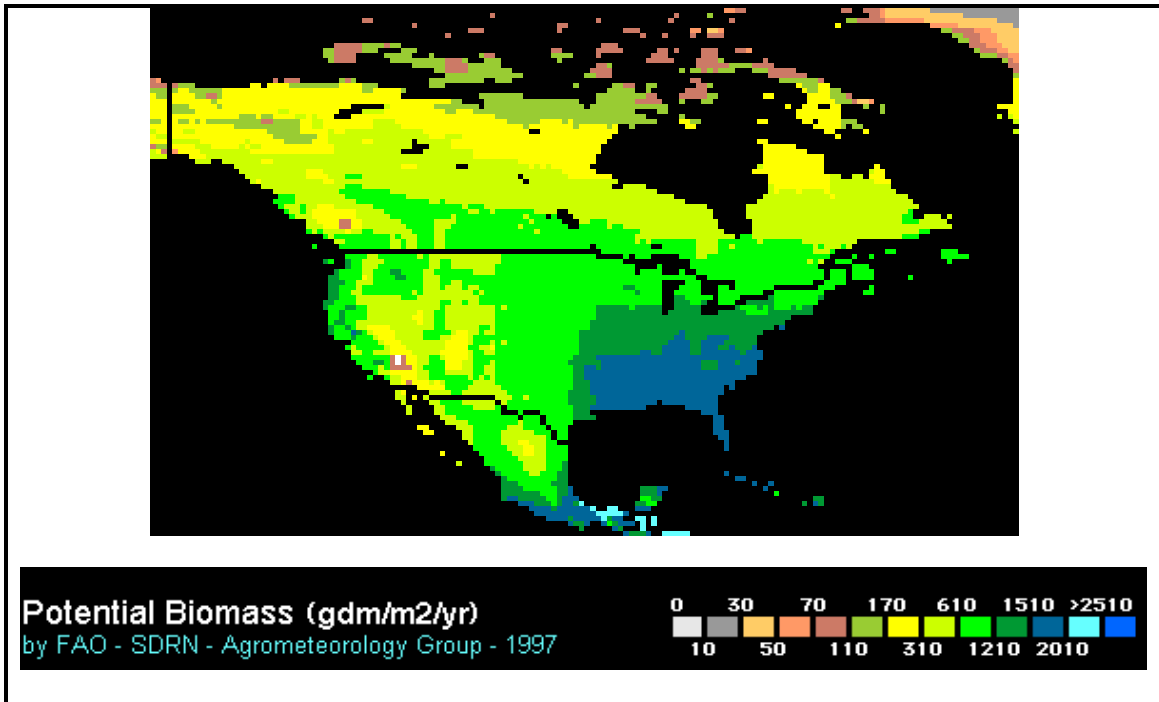 Potential Biomass (gdm/m2/yr)
by FAO - SDRN - Agrometeorology Group - 1997
0 30 70 170 610 1510 >2510
10 50 110 310 1210 2010